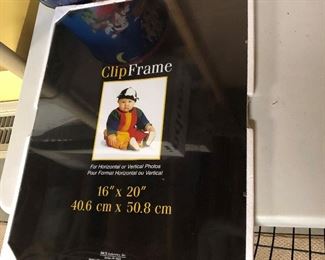 ClipFrame
For Horizontal or Vertical Photos
Pour Format Horizontal ou Vertical
16" x 20"
40.6 cm x 50.8 cm